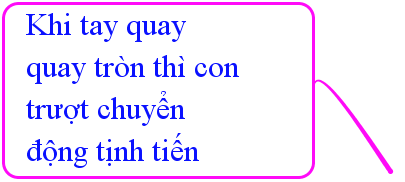 Khi tay quay
quay tròn thì con
trượt chuyển
động tịnh tiến